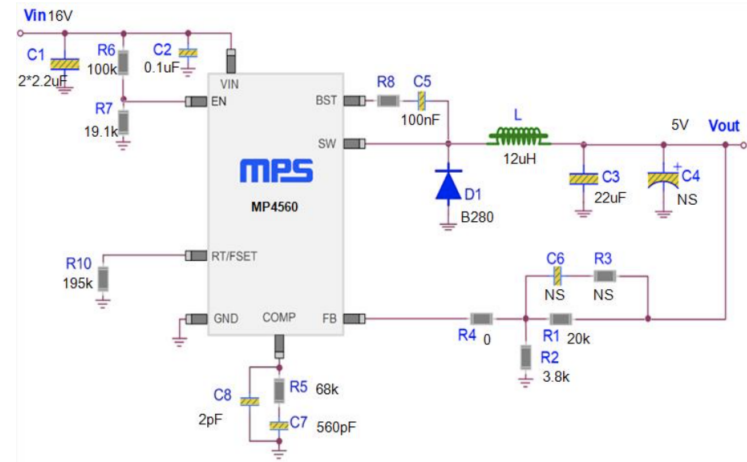 Vin 16V
C1
2*2.2uF
R6
100k
C2
0.1uF
R7
19.1k
VIN
EN
BST
SW
R8
C5
100nF
L
12uH
5V
Vout
mps
MP4560
D1
B280
C3
22uF
+
C4
NS
RT/FSET
R10
195k
C6
NS
R3
NS
GND
COMP
FB
R4
0
R1
20k
R2
3.8k
C8
2pF
R5
68k
C7
560pF